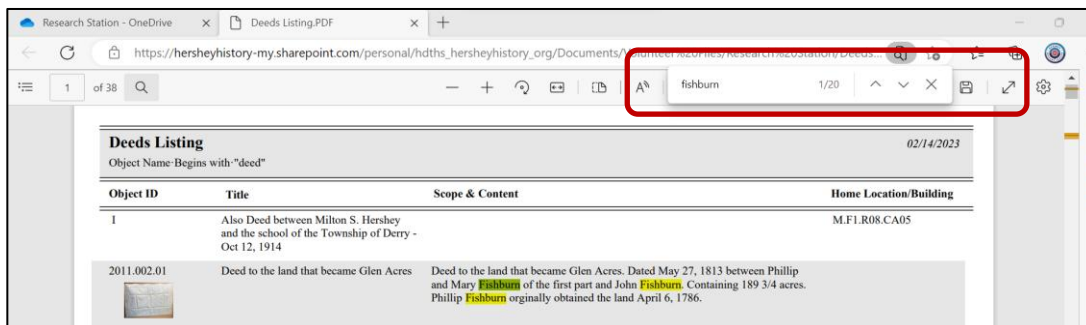 Research Station - OneDrive
Deeds Listing.PDF
https://hersheyhistory-my.sharepoint.com/personal/hdths_hersheyhistory_org/Documents/Volunteer%20Files/Research%20Station/Deeds...
1 of 38
fishburn 1/20
Deeds Listing 02/14/2023
Object Name·Begins with·"deed"
Object ID Title Scope & Content Home Location/Building
I Also Deed between Milton S. Hershey M.F1.R08.CA05
and the school of the Township of Derry -
Oct 12, 1914
2011.002.01 Deed to the land that became Glen Acres Deed to the land that became Glen Acres. Dated May 27, 1813 between Phillip
and Mary Fishburn of the first part and John Fishburn. Containing 189 3/4 acres.
Phillip Fishburn orginally obtained the land April 6, 1786.